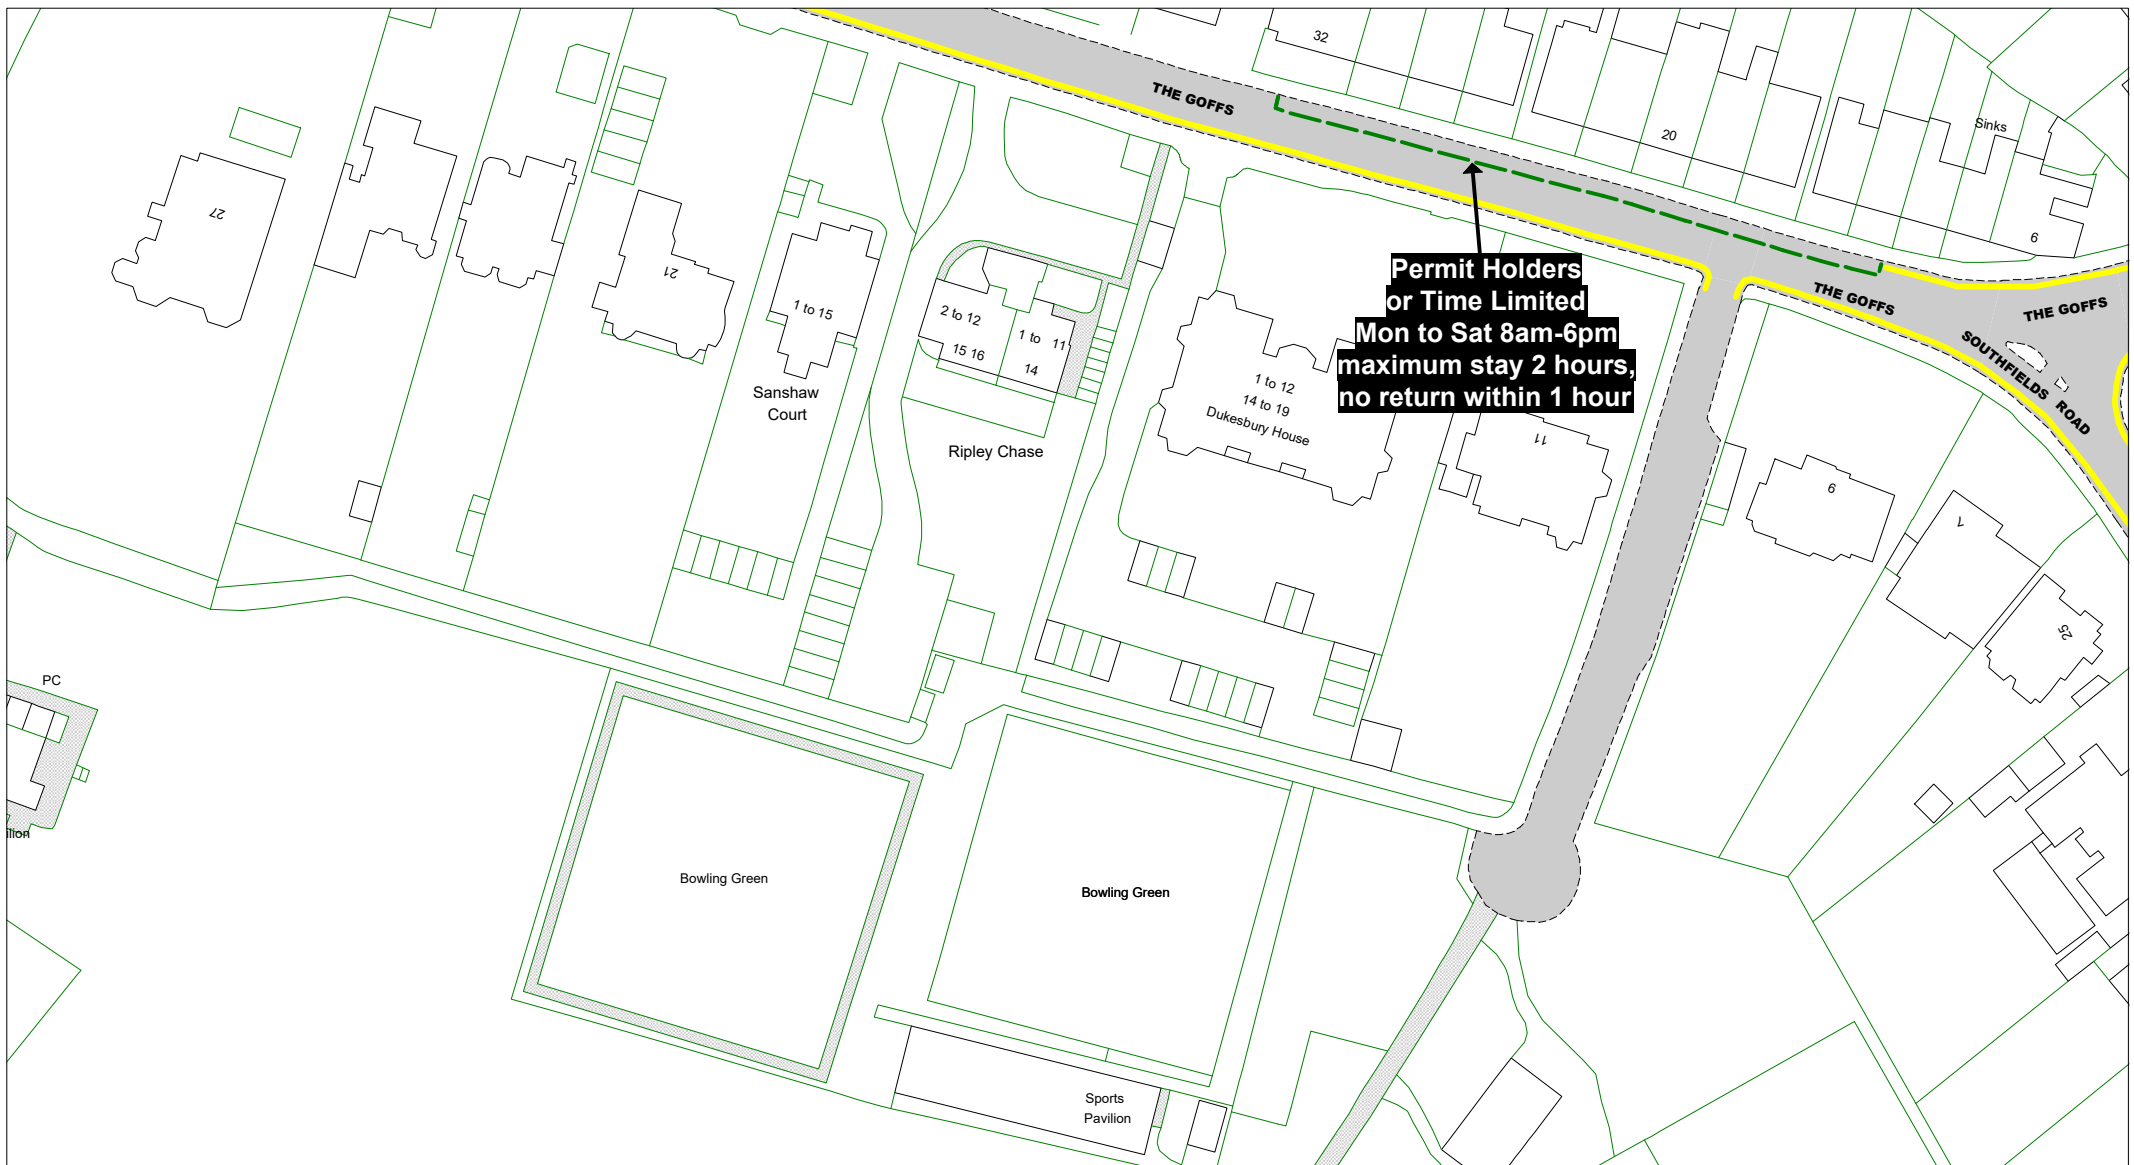 32
THE GOFFS
20
Sinks
6
27
21
1 to 15
2 to 12
15 16
1 to 11
14
Sanshaw
Court
Ripley Chase
1 to 12
14 to 19
Dukesbury House
Permit Holders
or Time Limited
Mon to Sat 8am-6pm
maximum stay 2 hours,
no return within 1 hour
THE GOFFS
THE GOFFS
SOUTHFIELDS ROAD
11
9
7
25
PC
ilion
Bowling Green
Bowling Green
Sports
Pavilion